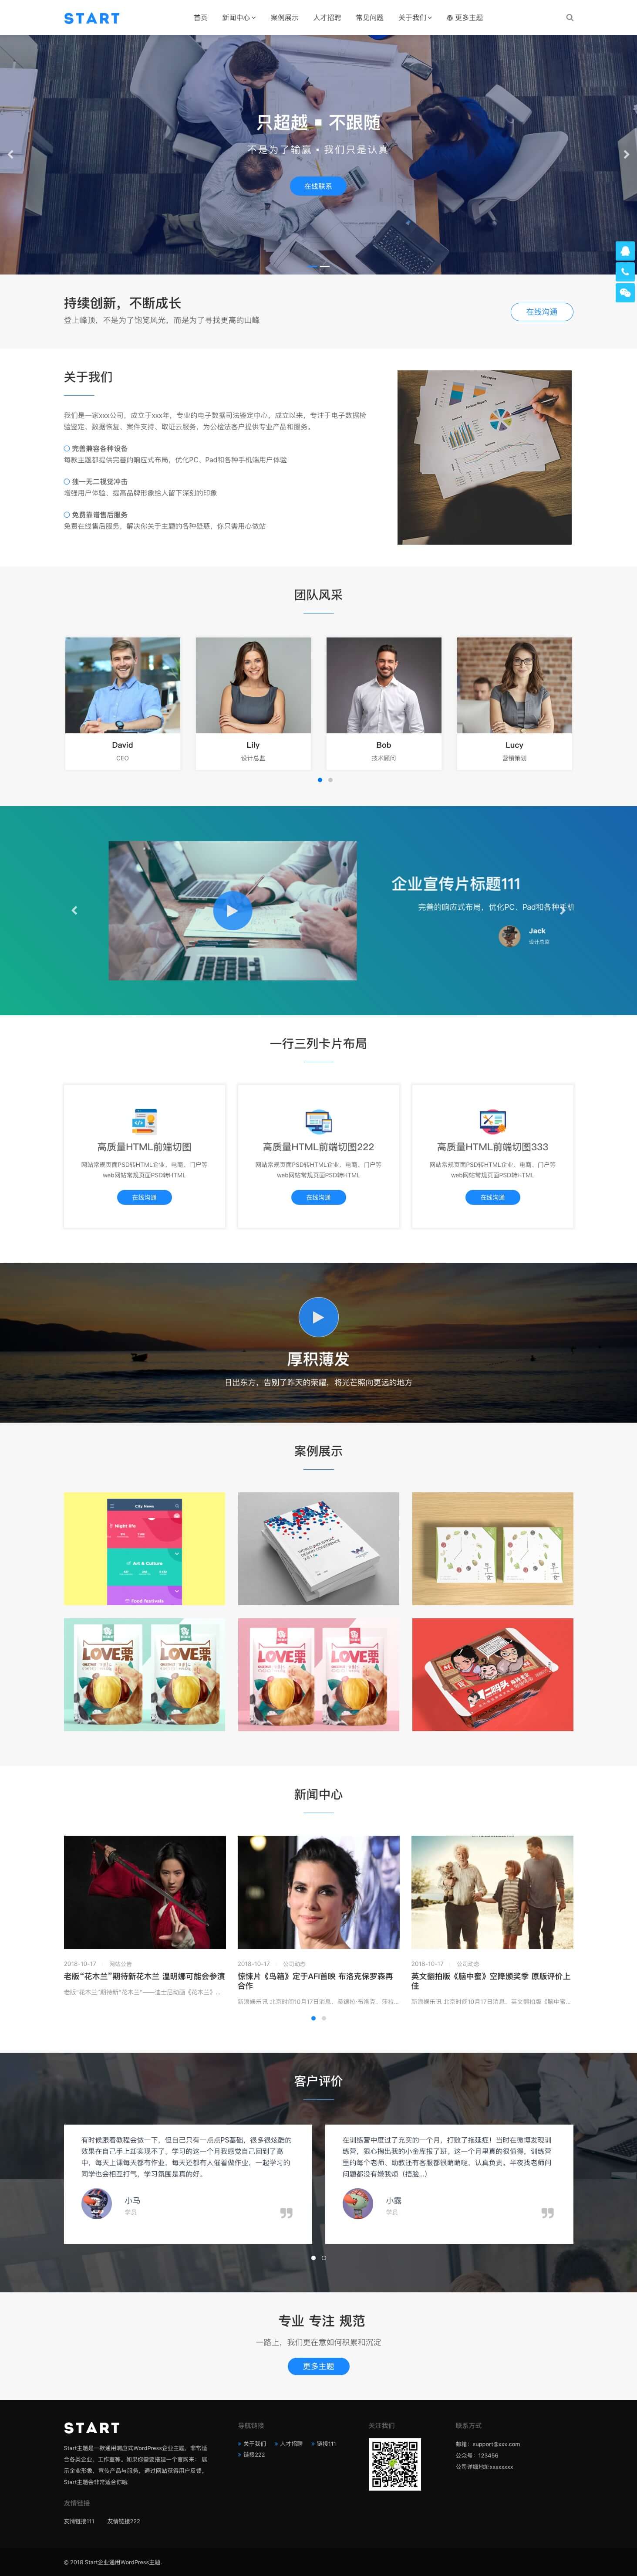 START
首页
新闻中心
案例展示
人才招聘
常见问题
关于我们
更多主题
只超越 ▪ 不跟随
不是为了输赢 • 我们只是认真
在线联系
持续创新，不断成长
登上峰顶，不是为了饱览风光，而是为了寻找更高的山峰
在线沟通
关于我们
我们是一家xxx公司，成立于xxx年，专业的电子数据司法鉴定中心。成立以来，专注于电子数据检
验鉴定、数据恢复、案件支持、取证云服务，为公检法客户提供专业产品和服务。
完善兼容各种设备
每款主题都提供完善的响应式布局，优化PC、Pad和各种手机端用户体验
独一无二视觉冲击
增强用户体验，提高品牌形象给人留下深刻的印象
免费靠谱售后服务
免费在线售后服务，解决你关于主题的各种疑惑，你只需用心做站
团队风采
David
CEO
Lily
设计总监
Bob
技术顾问
Lucy
营销策划
企业宣传片标题111
完善的响应式布局，优化PC、Pad和各种手机
Jack
设计总监
一行三列卡片布局
高质量HTML前端切图
网站常规页面PSD转HTML企业、电商、门户等
web网站常规页面PSD转HTML
在线沟通
高质量HTML前端切图222
网站常规页面PSD转HTML企业、电商、门户等
web网站常规页面PSD转HTML
在线沟通
高质量HTML前端切图333
网站常规页面PSD转HTML企业、电商、门户等
web网站常规页面PSD转HTML
在线沟通
厚积薄发
日出东方，告别了昨天的荣耀，将光芒照向更远的地方
案例展示
City News
Night life
Art & Culture
Food festivals
WORLD INDUSTRIAL
DESIGN CONFERENCE
LOVE栗
LOVE栗
LOVE栗
LOVE栗
二码头
新闻中心
2018-10-17
网站公告
老版“花木兰”期待新花木兰 温明娜可能会参演
老版“花木兰”期待新“花木兰”——迪士尼动画《花木兰》...
2018-10-17
公司动态
惊悚片《鸟箱》定于AFI首映 布洛克保罗森再
合作
新浪娱乐讯 北京时间10月17日消息，桑德拉·布洛克、莎拉...
2018-10-17
公司动态
英文翻拍版《脑中蜜》空降颁奖季 原版评价上
佳
新浪娱乐讯 北京时间10月17日消息，英文翻拍版《脑中蜜...
客户评价
有时候跟着教程会做一下，但自己只有一点点PS基础，很多很炫酷的
效果在自己手上却实现不了。学习的这一个月我感觉自己回到了高
中，每天上课每天都有作业，每天还都有人催着做作业，一起学习的
同学也会相互打气，学习氛围是真的好。
小马
学员
在训练营中度过了充实的一个月，打败了拖延症！当时在微博发现训
练营，狠心掏出我的小金库报了班，这一个月里真的很值得，训练营
里的每个老师、助教还有客服都很萌萌哒，认真负责。半夜找老师问
问题都没有嫌我烦（捂脸...）
小露
学员
专业 专注 规范
一路上，我们更在意如何积累和沉淀
更多主题
START
Start主题是一款通用响应式WordPress企业主题，非常适
合各类企业、工作室等。如果你需要搭建一个官网来： 展
示企业形象，宣传产品与服务，通过网站获得用户反馈，
Start主题会非常适合你哦
导航链接
关于我们
人才招聘
链接111
链接222
关注我们
联系方式
邮箱：support@xxx.com
公众号：123456
公司详细地址xxxxxxxx
友情链接
友情链接111
友情链接222
© 2018 Start企业通用WordPress主题.